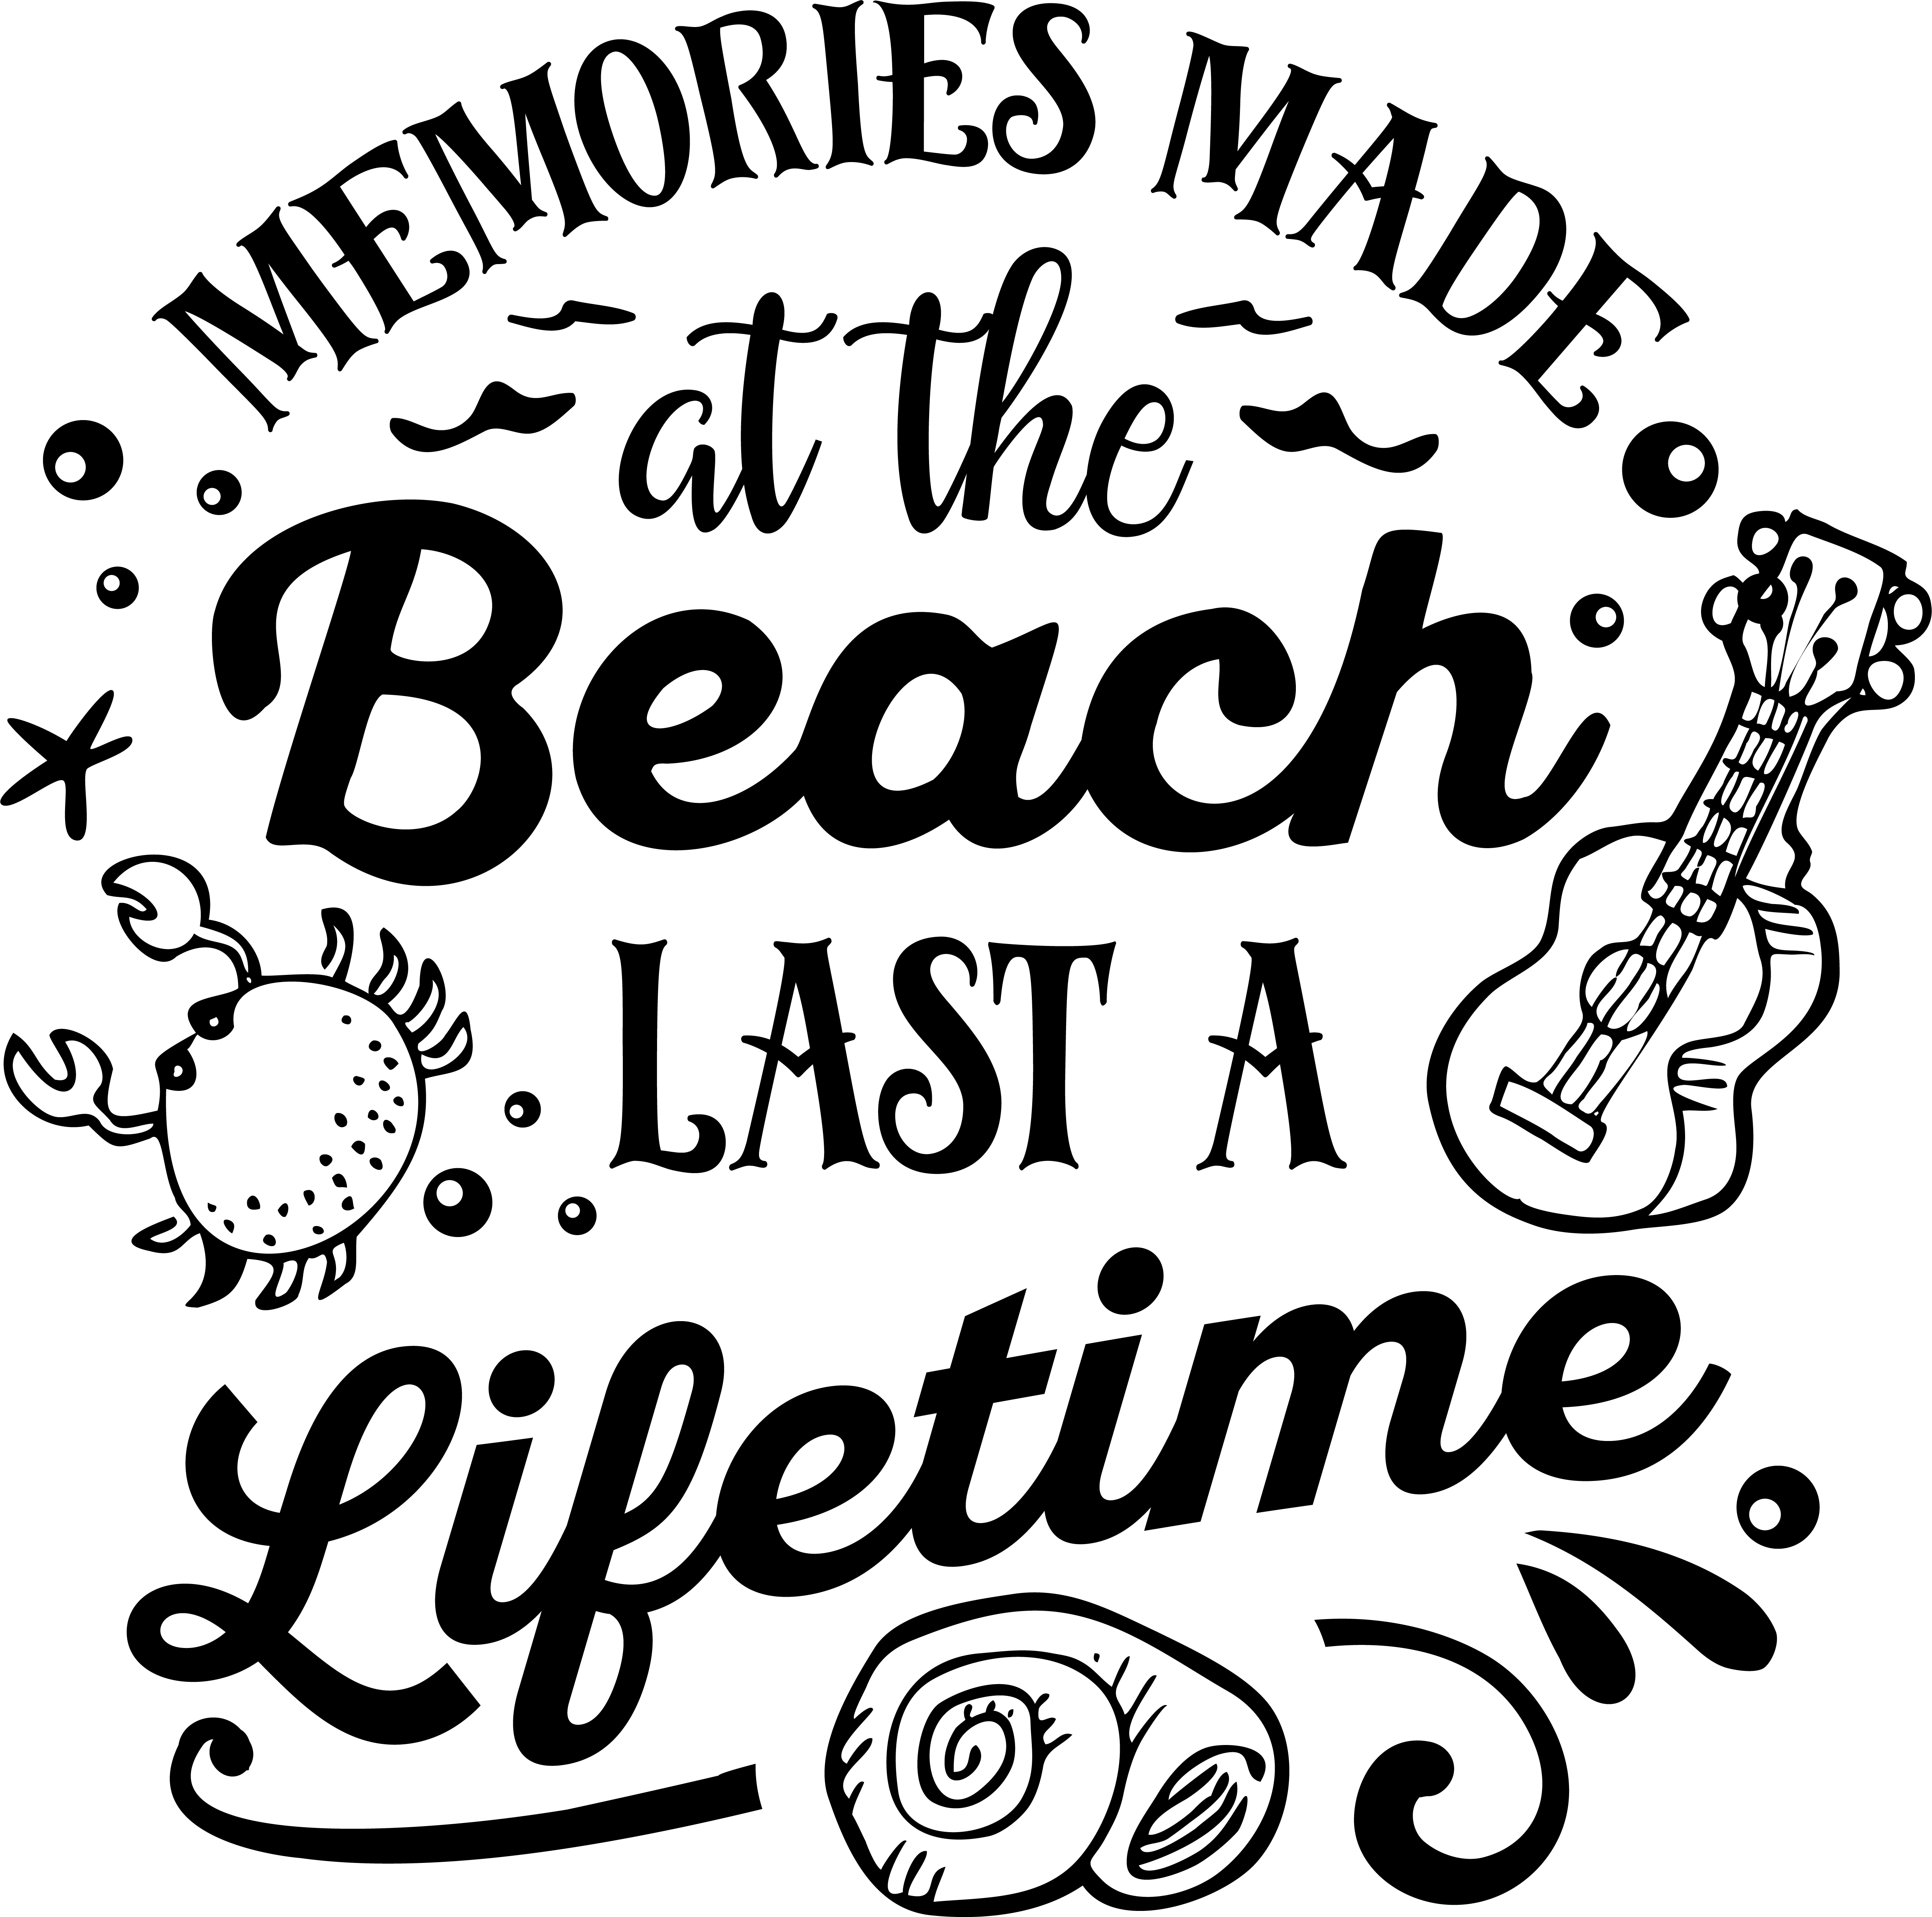 MEMORIES MADE
at the
Beach
LAST A
Lifetime